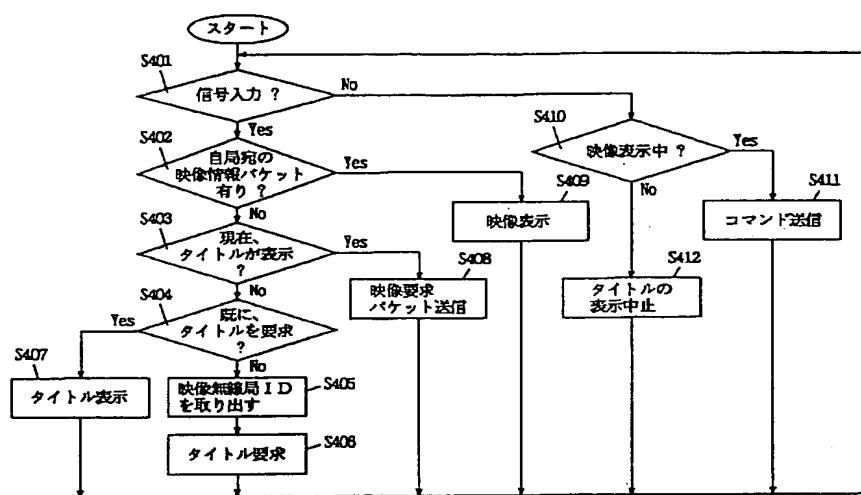 スタート
S401
信号入力 ?
No
Yes
S402
自局宛の
映像情報パケット
有り ?
Yes
No
S403
現在、
タイトルが表示
?
Yes
No
S404
既に、
タイトルを要求
?
Yes
No
S407
タイトル表示
S405
映像無線局ID
を取り出す
S406
タイトル要求
S408
映像要求
パケット送信
S409
映像表示
S410
映像表示中 ?
Yes
No
S411
コマンド送信
S412
タイトルの
表示中止